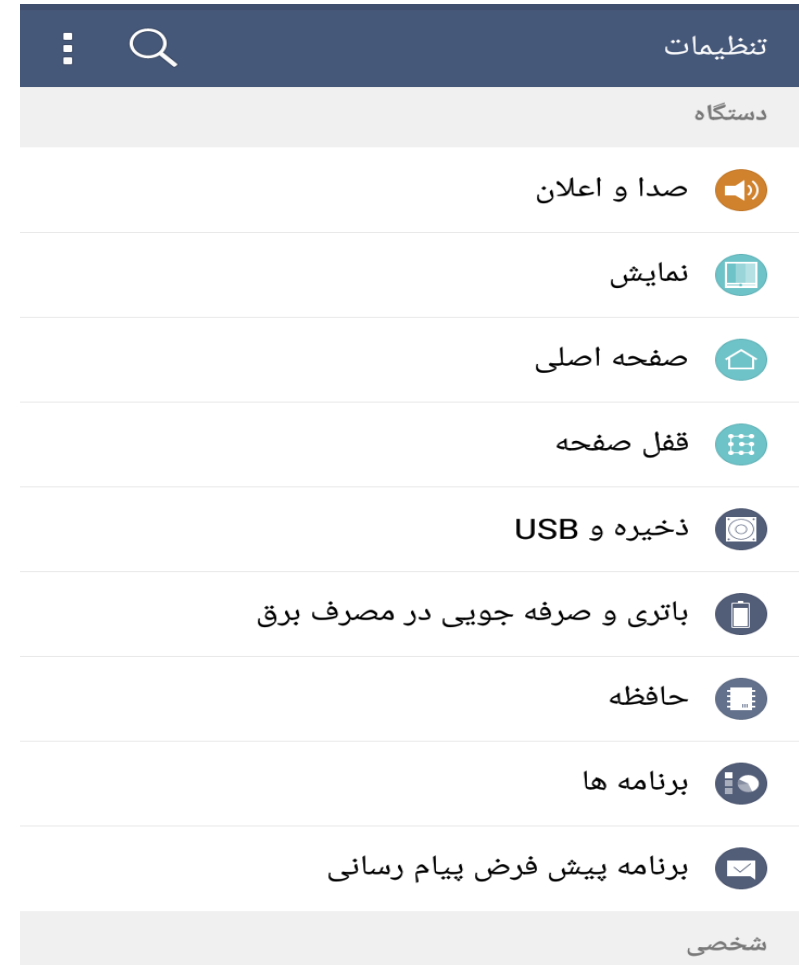 تنظیمات
دستگاه
صدا و اعلان
نمایش
صفحه اصلی
قفل صفحه
ذخیره و USB
باتری و صرفه جویی در مصرف برق
حافظه
برنامه ها
برنامه پیش فرض پیام رسانی
شخصی